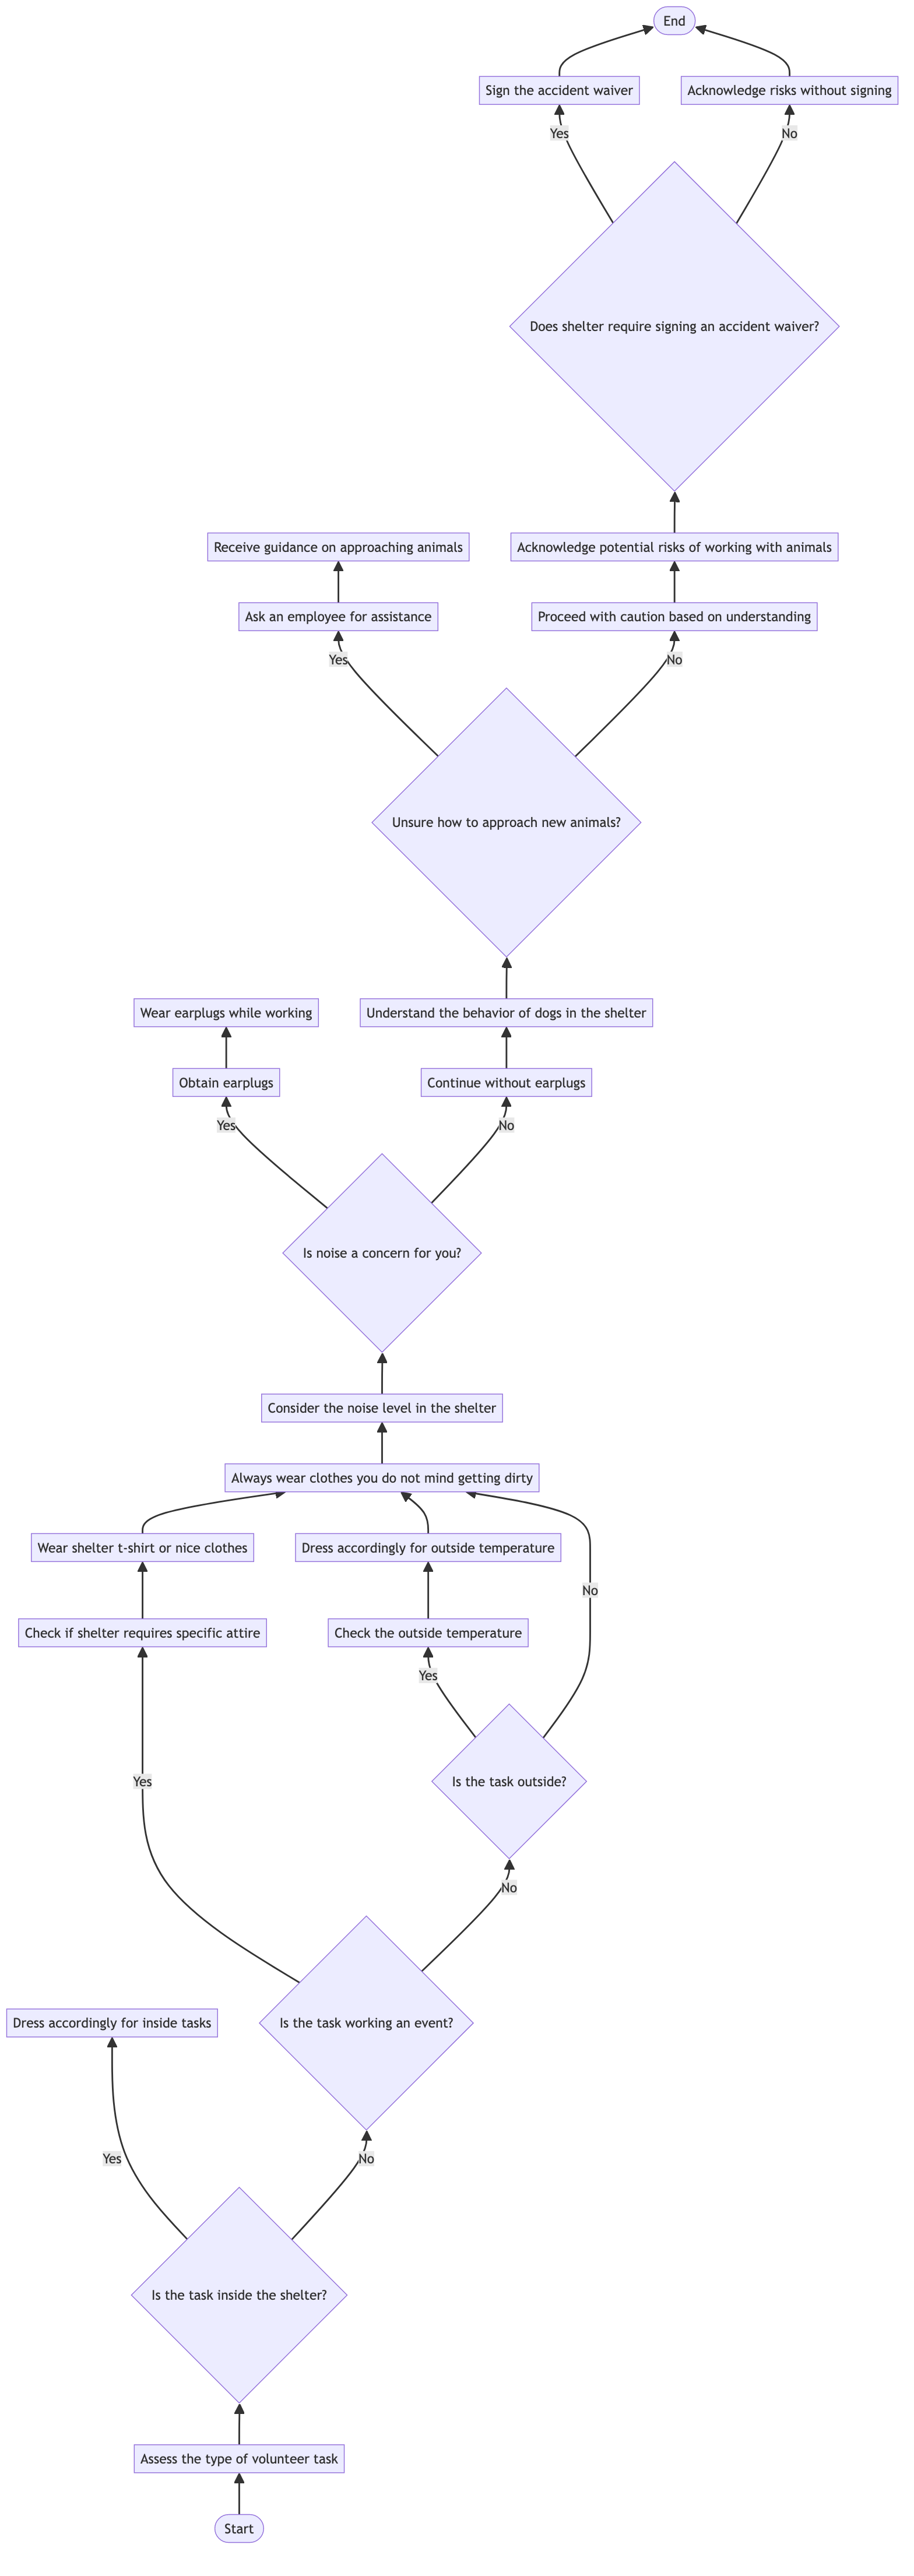 End
Sign the accident waiver
Acknowledge risks without signing
Yes
No
Does shelter require signing an accident waiver?
Receive guidance on approaching animals
Acknowledge potential risks of working with animals
Ask an employee for assistance
Proceed with caution based on understanding
Yes
No
Unsure how to approach new animals?
Wear earplugs while working
Understand the behavior of dogs in the shelter
Obtain earplugs
Continue without earplugs
Yes
No
Is noise a concern for you?
Consider the noise level in the shelter
Always wear clothes you do not mind getting dirty
Wear shelter t-shirt or nice clothes
Dress accordingly for outside temperature
No
Check if shelter requires specific attire
Check the outside temperature
Yes
Is the task outside?
Yes
No
Dress accordingly for inside tasks
Is the task working an event?
Yes
No
Is the task inside the shelter?
Assess the type of volunteer task
Start